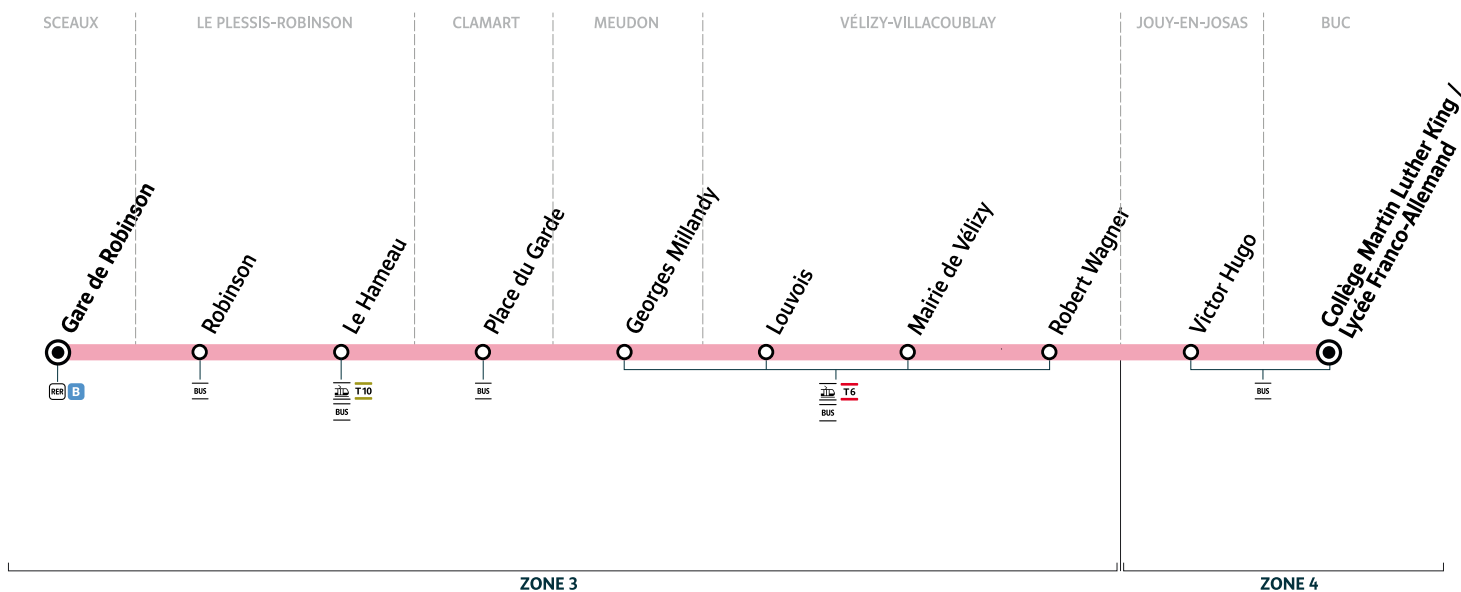 SCEAUX
LE PLESSIS-ROBINSON
CLAMART
MEUDON
VÉLIZY-VILLACOUBLAY
JOUY-EN-JOSAS
BUC
Gare de Robinson
Robinson
Le Hameau
Place du Garde
Georges Millandy
Louvois
Mairie de Vélizy
Robert Wagner
Victor Hugo
Collège Martin Luther King /
Lycée Franco-Allemand
RER B
BUS
T10
BUS
BUS
T6
BUS
BUS
ZONE 3
ZONE 4